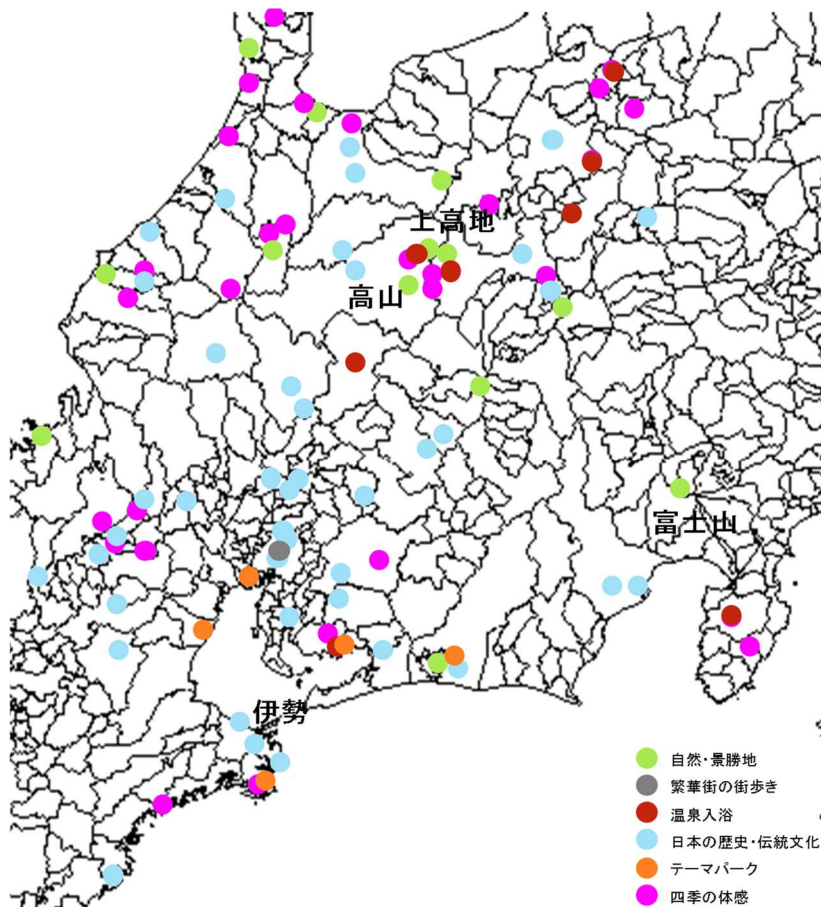 上高地
高山
富士山
伊勢
自然・景勝地
繁華街の街歩き
温泉入浴
日本の歴史・伝統文化
テーマパーク
四季の体感